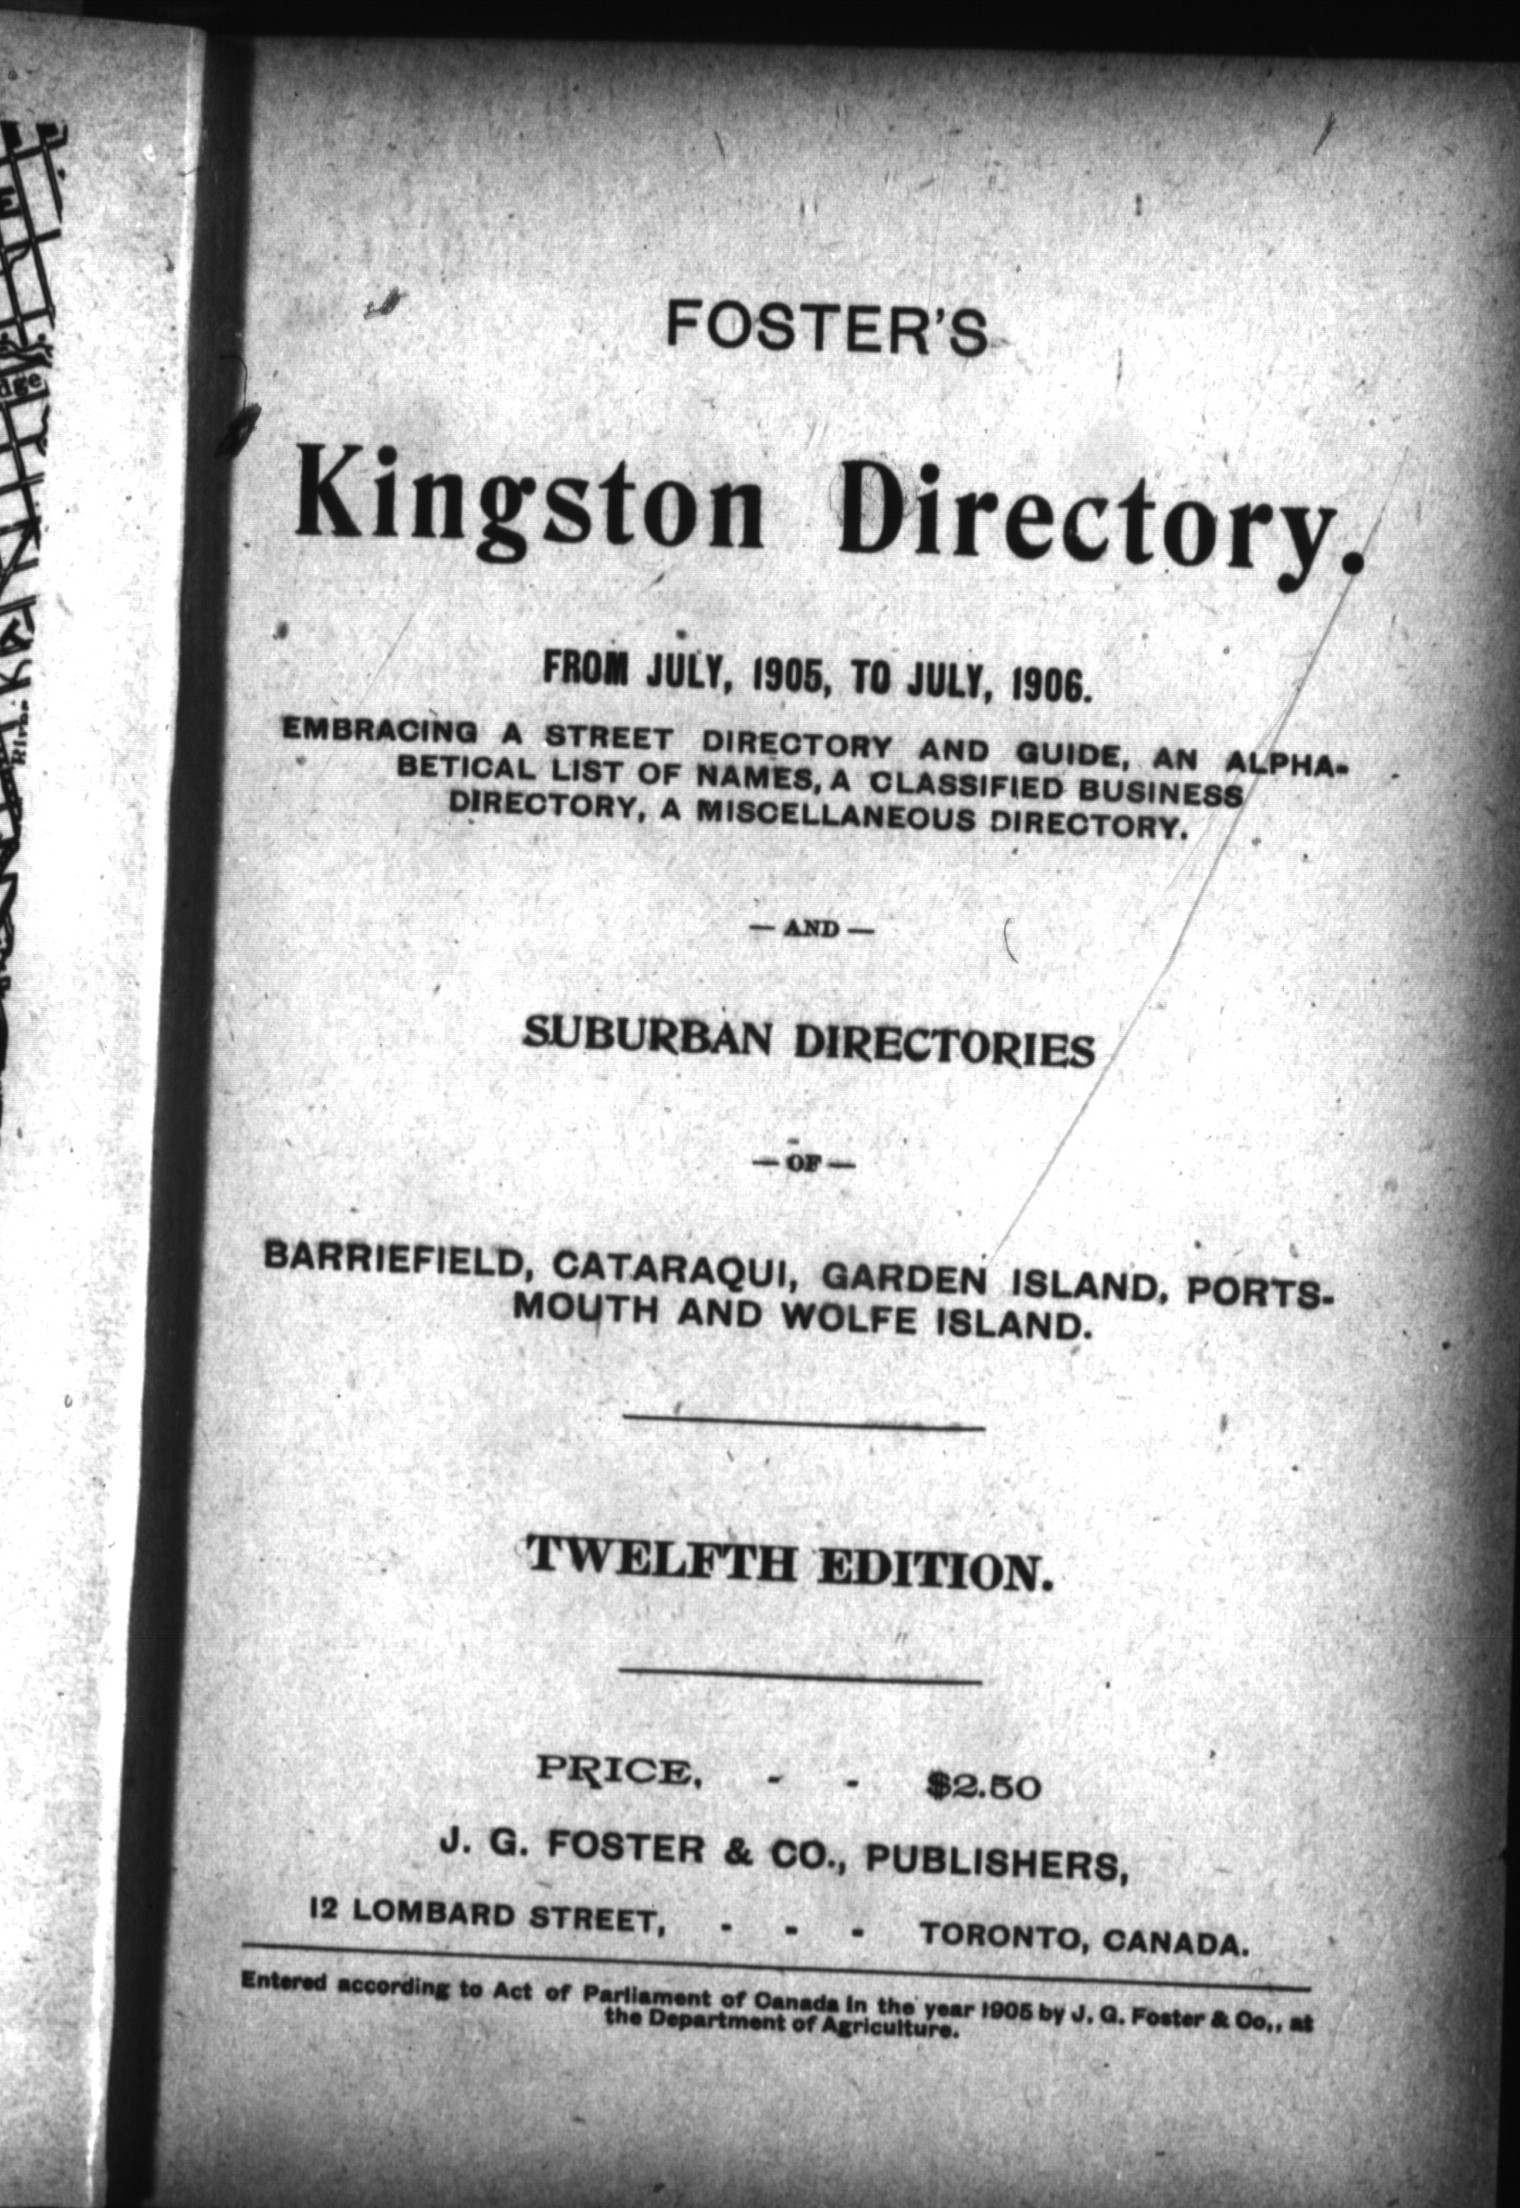 FOSTER'S
Kingston Directory.
FROM JULY, 1905, TO JULY, 1906.
EMBRACING A STREET DIRECTORY AND GUIDE, AN ALPHA-
BETICAL LIST OF NAMES, A CLASSIFIED BUSINESS
DIRECTORY, A MISCELLANEOUS DIRECTORY.
— AND —
SUBURBAN DIRECTORIES
— OF —
BARRIEFIELD, CATARAQUI, GARDEN ISLAND, PORTS-
MOUTH AND WOLFE ISLAND.
TWELFTH EDITION.
PRICE, - - $2.50
J. G. FOSTER & CO., PUBLISHERS,
12 LOMBARD STREET, - - - TORONTO, CANADA.
Entered according to Act of Parliament of Canada in the year 1905 by J. G. Foster & Co., at
the Department of Agriculture.